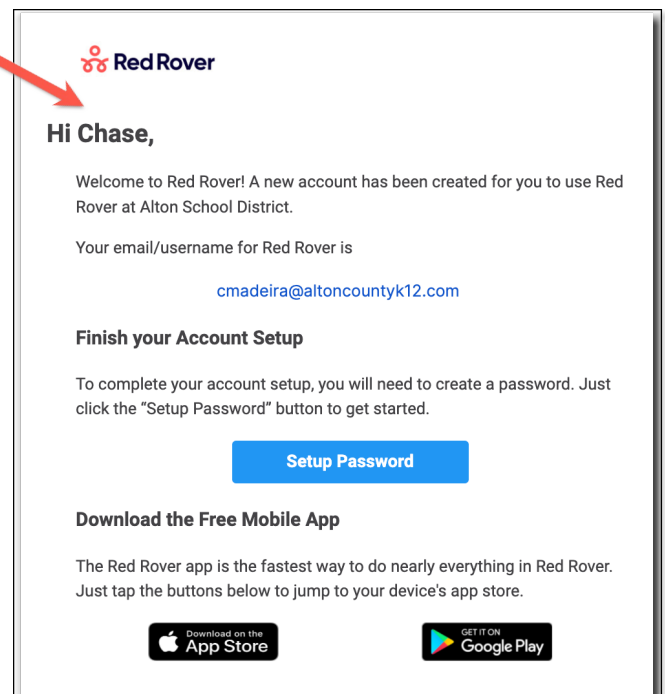 Red Rover
Hi Chase,
Welcome to Red Rover! A new account has been created for you to use Red
Rover at Alton School District.
Your email/username for Red Rover is
cmadeira@altoncountyk12.com
Finish your Account Setup
To complete your account setup, you will need to create a password. Just
click the “Setup Password” button to get started.
Setup Password
Download the Free Mobile App
The Red Rover app is the fastest way to do nearly everything in Red Rover.
Just tap the buttons below to jump to your device's app store.
Download on the
App Store
GET IT ON
Google Play